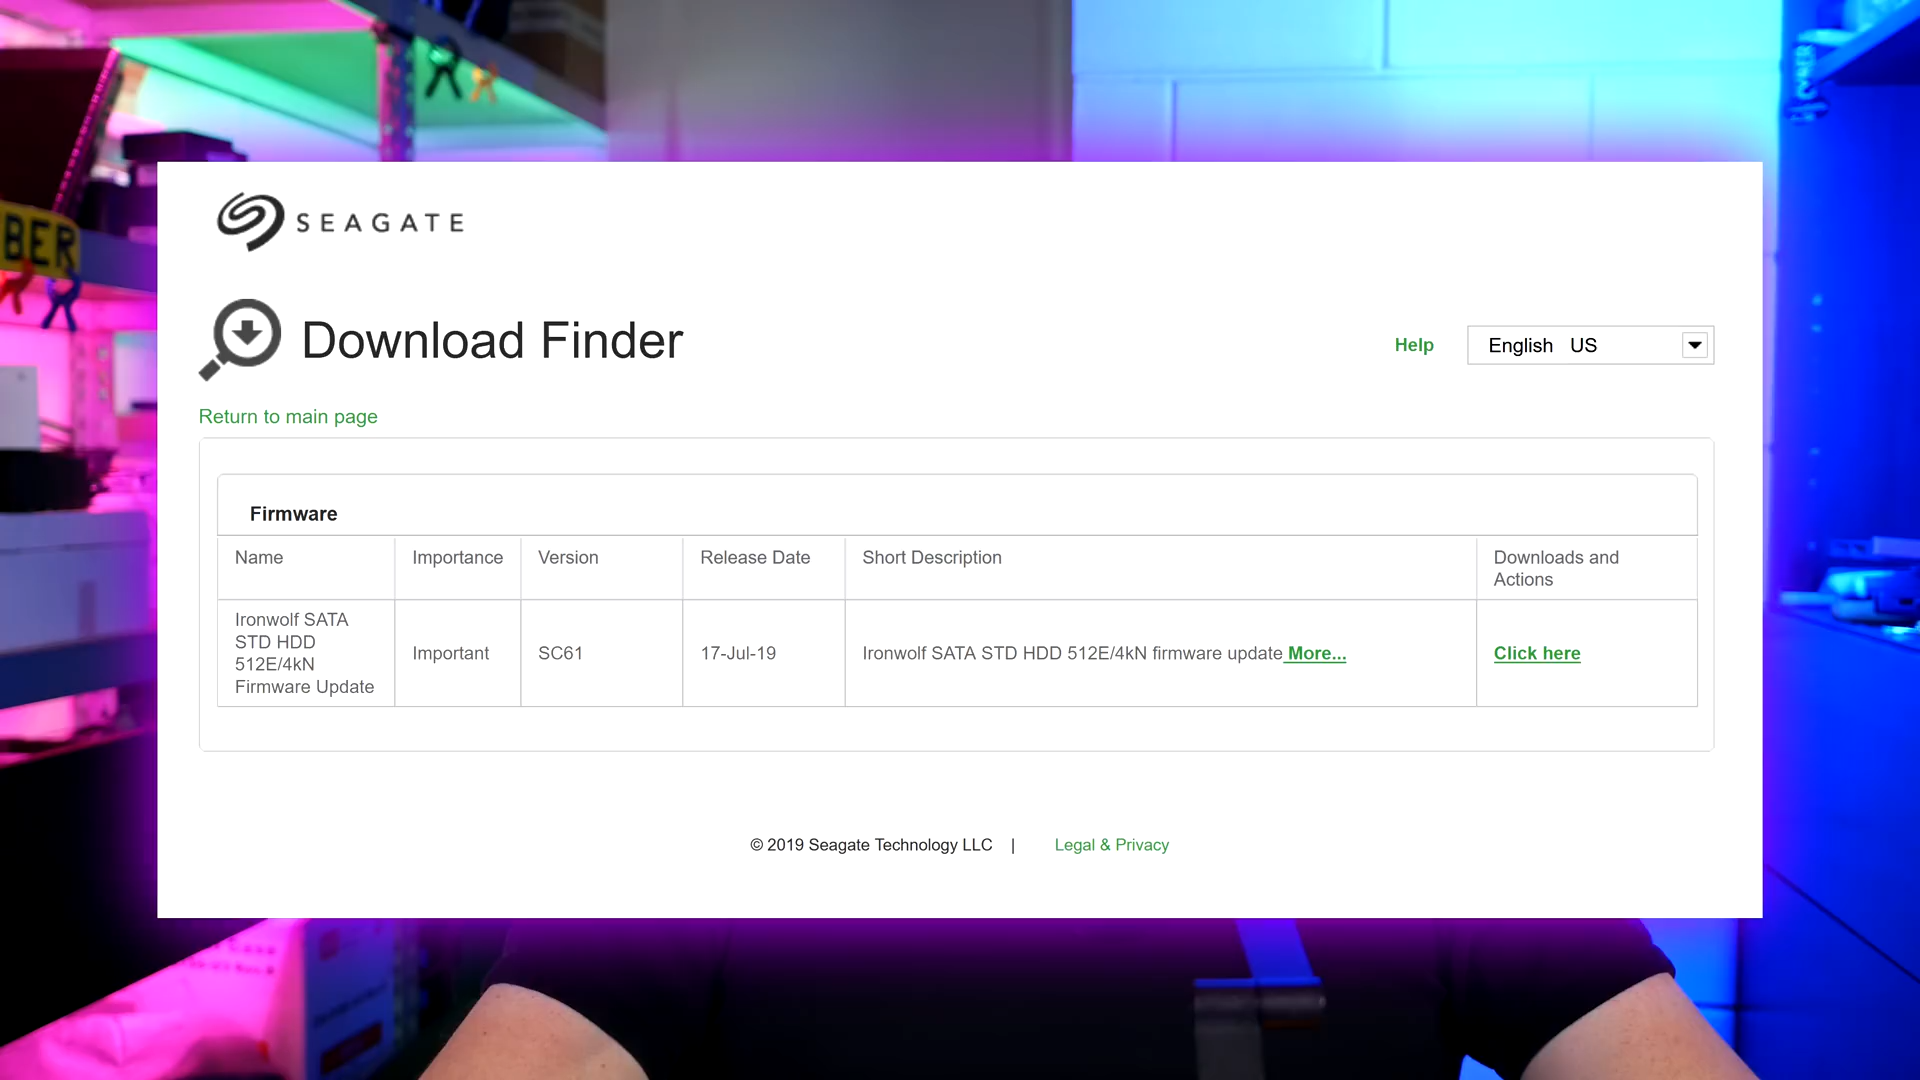 BER
SEAGATE
Download Finder
Help
English US
Return to main page
Firmware
Name
Importance
Version
Release Date
Short Description
Downloads and
Actions
Ironwolf SATA
STD HDD
512E/4kN
Firmware Update
Important
SC61
17-Jul-19
Ironwolf SATA STD HDD 512E/4kN firmware update More...
Click here
© 2019 Seagate Technology LLC |
Legal & Privacy